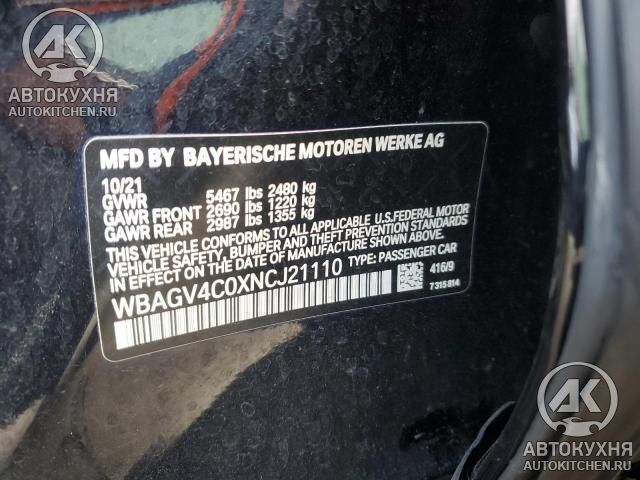 AK
АВТОКУХНЯ
AUTOKITCHEN.RU
MFD BY BAYERISCHE MOTOREN WERKE AG
10/21
GVWR 5467 lbs 2480 kg
GAWR FRONT 2690 lbs 1220 kg
GAWR REAR 2987 lbs 1355 kg
THIS VEHICLE CONFORMS TO ALL APPLICABLE U.S.FEDERAL MOTOR
VEHICLE SAFETY, BUMPER AND THEFT PREVENTION STANDARDS
IN EFFECT ON THE DATE OF MANUFACTURE SHOWN ABOVE.
WBAGV4C0XNCJ21110 TYPE: PASSENGER CAR
416/9
7315814
AK
АВТОКУХНЯ
AUTOKITCHEN.RU